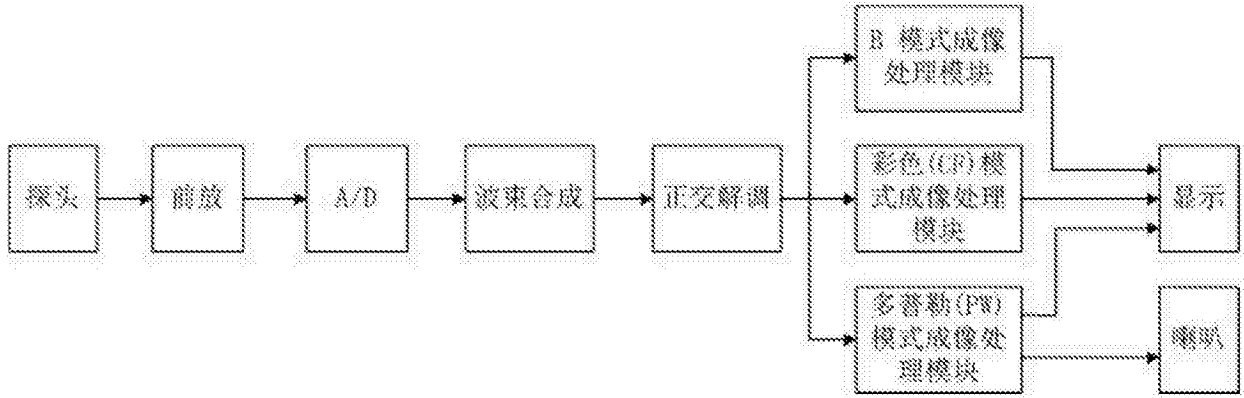 探头
前放
A/D
波束合成
正交解调
B 模式成像
处理模块
彩色(CF)模
式成像处理
模块
多普勒(PW)
模式成像处
理模块
显示
喇叭